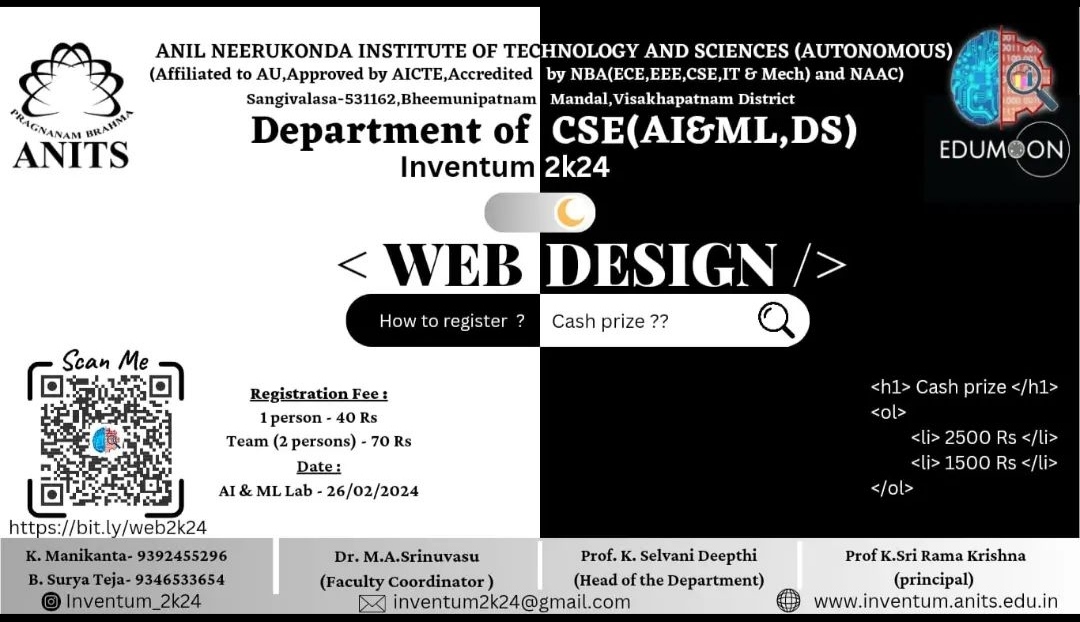 ANIL NEERUKONDA INSTITUTE OF TECHNOLOGY AND SCIENCES (AUTONOMOUS)
(Affiliated to AU,Approved by AICTE,Accredited by NBA(ECE,EEE,CSE,IT & Mech) and NAAC)
Sangivalasa-531162,Bheemunipatnam Mandal,Visakhapatnam District
PRAGNANAM BRAHMA
ANITS
Department of CSE(AI&ML,DS)
EDUMOON
Inventum 2k24
< WEB DESIGN />
How to register ? Cash prize ??
Scan Me
https://bit.ly/web2k24
Registration Fee :
1 person - 40 Rs
Team (2 persons) - 70 Rs
Date :
AI & ML Lab - 26/02/2024
<h1> Cash prize </h1>
<ol>
<li> 2500 Rs </li>
<li> 1500 Rs </li>
</ol>
K. Manikanta- 9392455296
B. Surya Teja- 9346533654
Dr. M.A.Srinuvasu
(Faculty Coordinator )
Prof. K. Selvani Deepthi
(Head of the Department)
Prof K.Sri Rama Krishna
(principal)
Inventum_2k24
inventum2k24@gmail.com
www.inventum.anits.edu.in